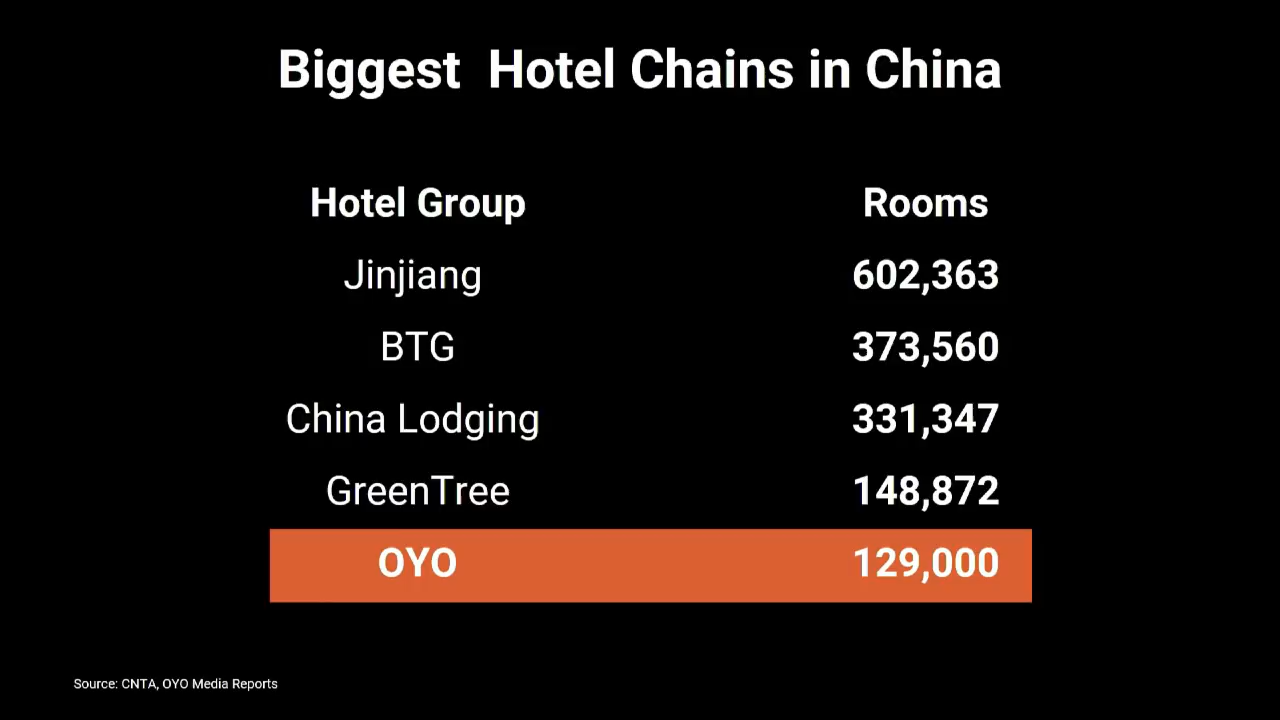 Biggest  Hotel Chains in China
Hotel Group Rooms
Jinjiang 602,363
BTG 373,560
China Lodging 331,347
GreenTree 148,872
OYO 129,000
Source: CNTA, OYO Media Reports